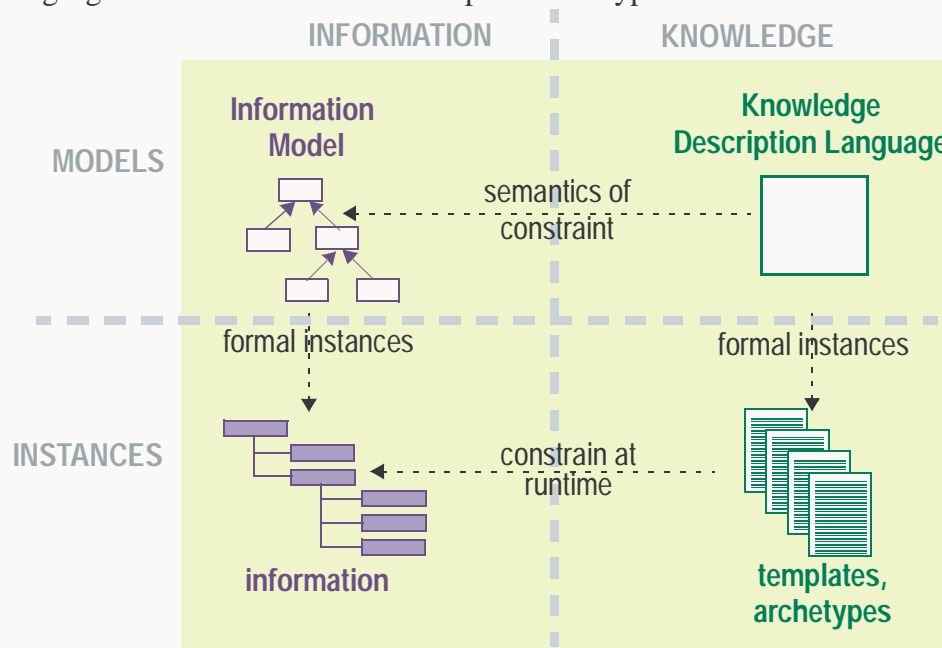 INFORMATION KNOWLEDGE
Information
Model
Knowledge
Description Language
MODELS
semantics of
constraint
formal instances formal instances
INSTANCES
constrain at
runtime
information
templates,
archetypes